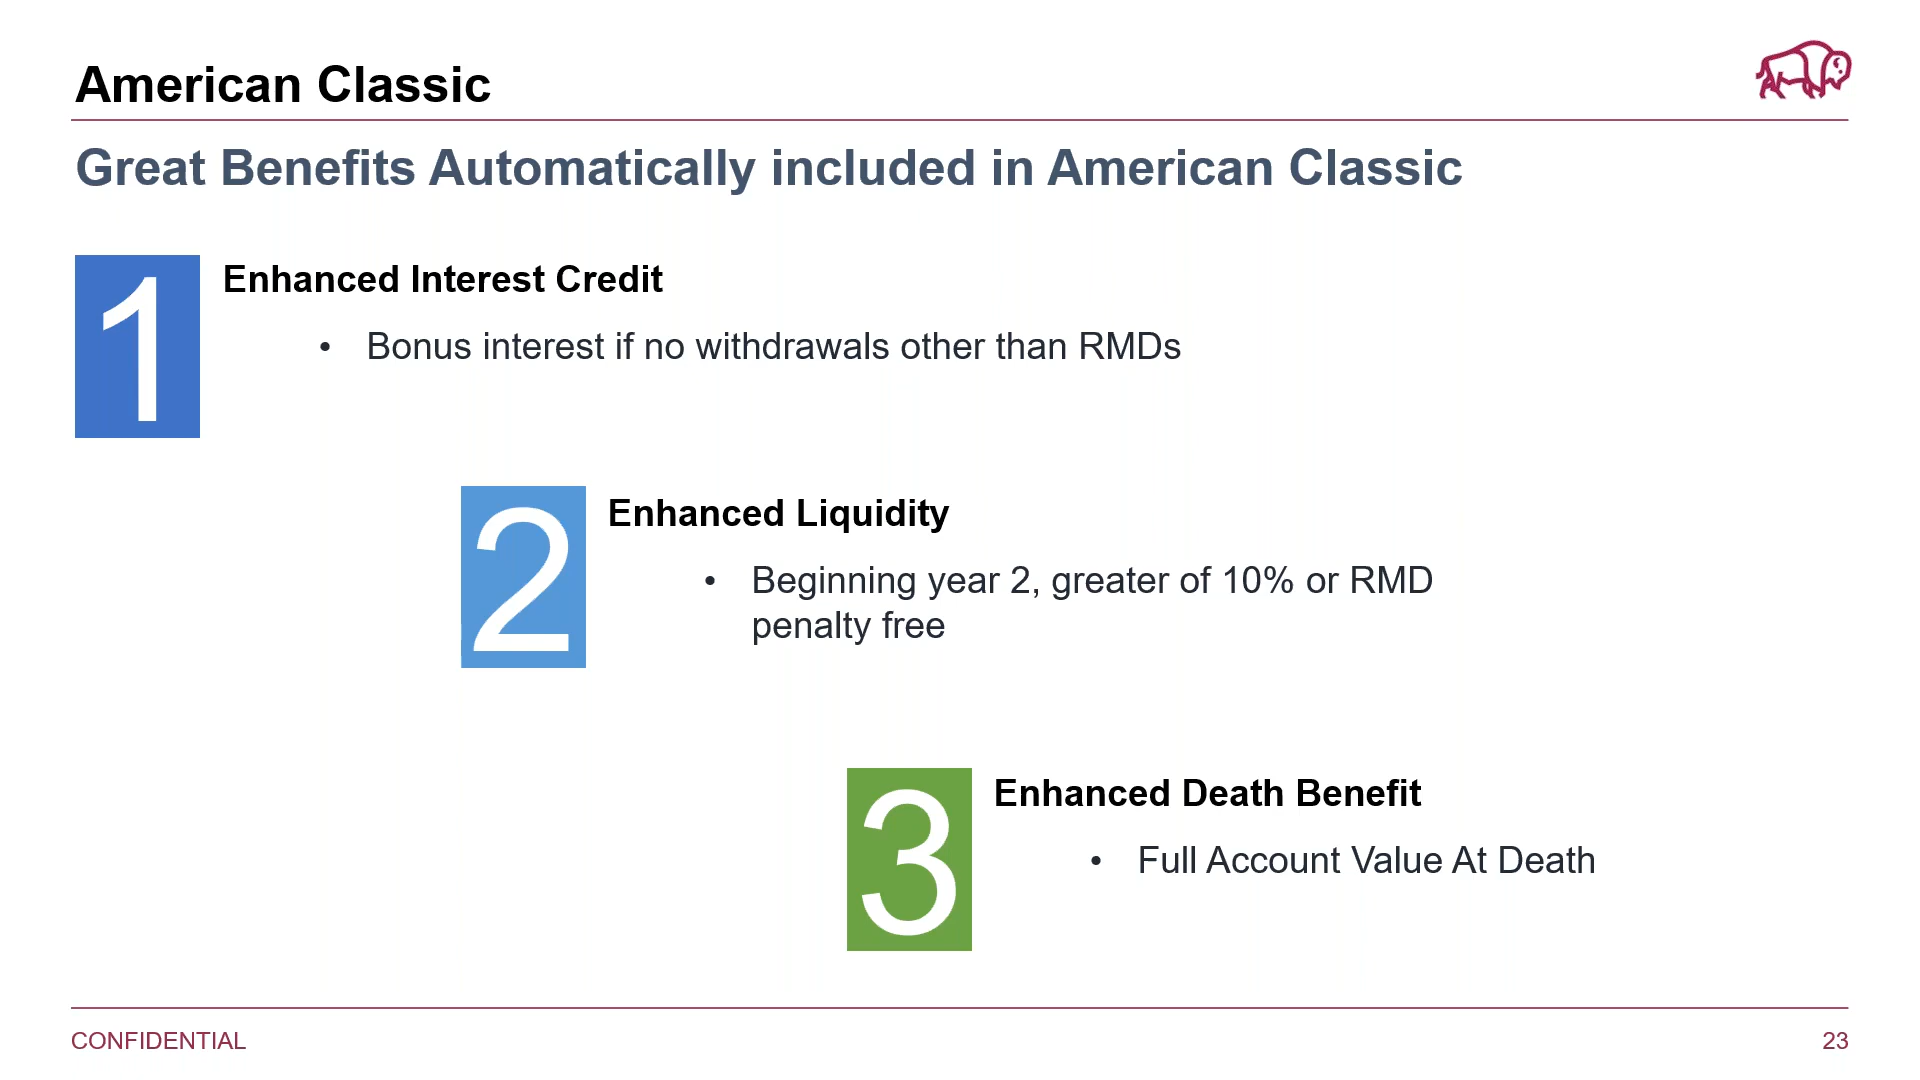 American Classic
Great Benefits Automatically included in American Classic
1
Enhanced Interest Credit
• Bonus interest if no withdrawals other than RMDs
2
Enhanced Liquidity
• Beginning year 2, greater of 10% or RMD
penalty free
3
Enhanced Death Benefit
• Full Account Value At Death
CONFIDENTIAL
23